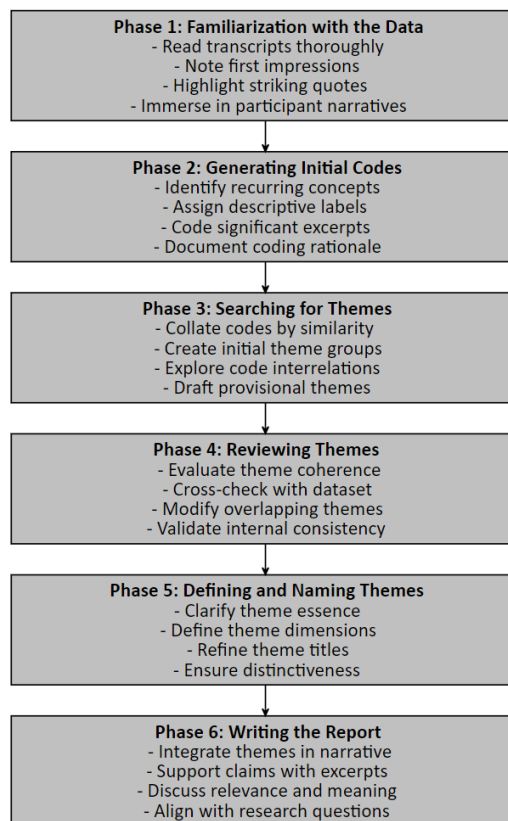 Phase 1: Familiarization with the Data
- Read transcripts thoroughly
- Note first impressions
- Highlight striking quotes
- Immerse in participant narratives
Phase 2: Generating Initial Codes
- Identify recurring concepts
- Assign descriptive labels
- Code significant excerpts
- Document coding rationale
Phase 3: Searching for Themes
- Collate codes by similarity
- Create initial theme groups
- Explore code interrelations
- Draft provisional themes
Phase 4: Reviewing Themes
- Evaluate theme coherence
- Cross-check with dataset
- Modify overlapping themes
- Validate internal consistency
Phase 5: Defining and Naming Themes
- Clarify theme essence
- Define theme dimensions
- Refine theme titles
- Ensure distinctiveness
Phase 6: Writing the Report
- Integrate themes in narrative
- Support claims with excerpts
- Discuss relevance and meaning
- Align with research questions